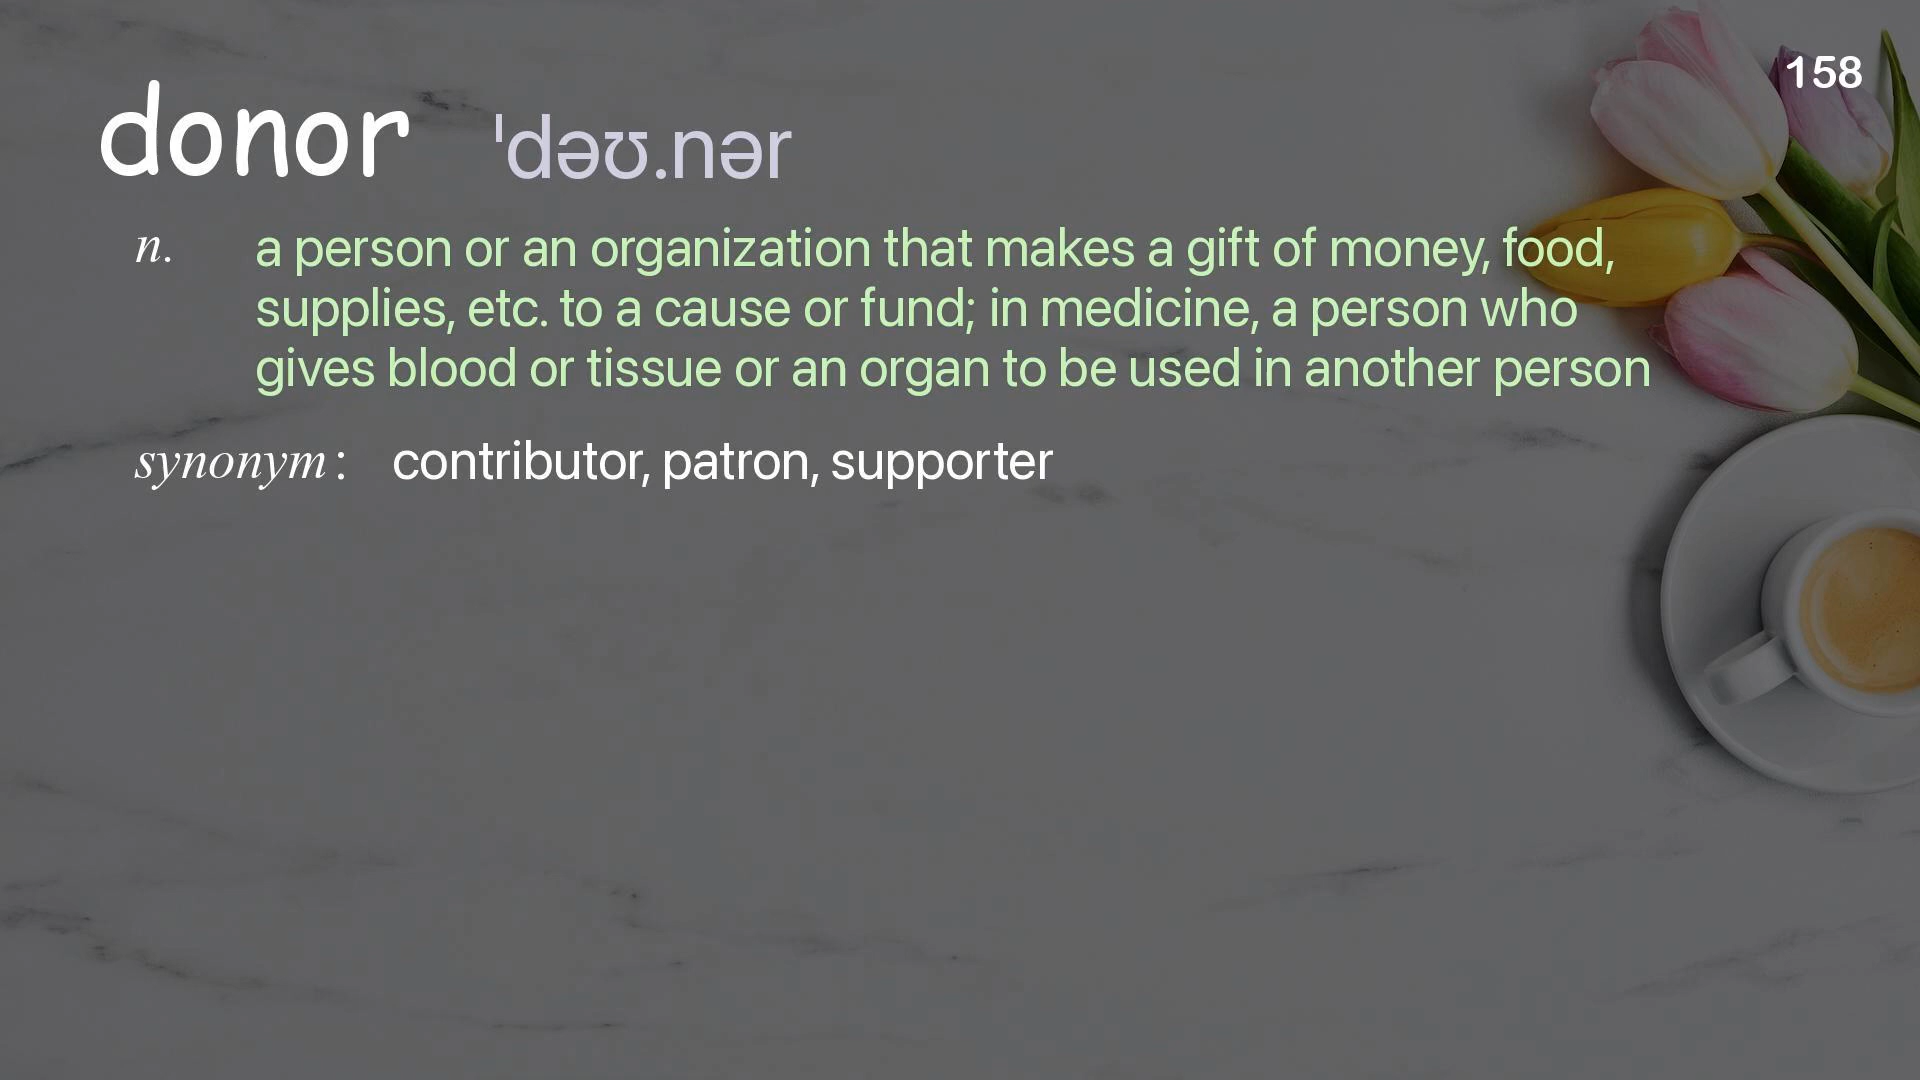 158
donor ˈdəʊ.nər
n. a person or an organization that makes a gift of money, food,
supplies, etc. to a cause or fund; in medicine, a person who
gives blood or tissue or an organ to be used in another person
synonym: contributor, patron, supporter